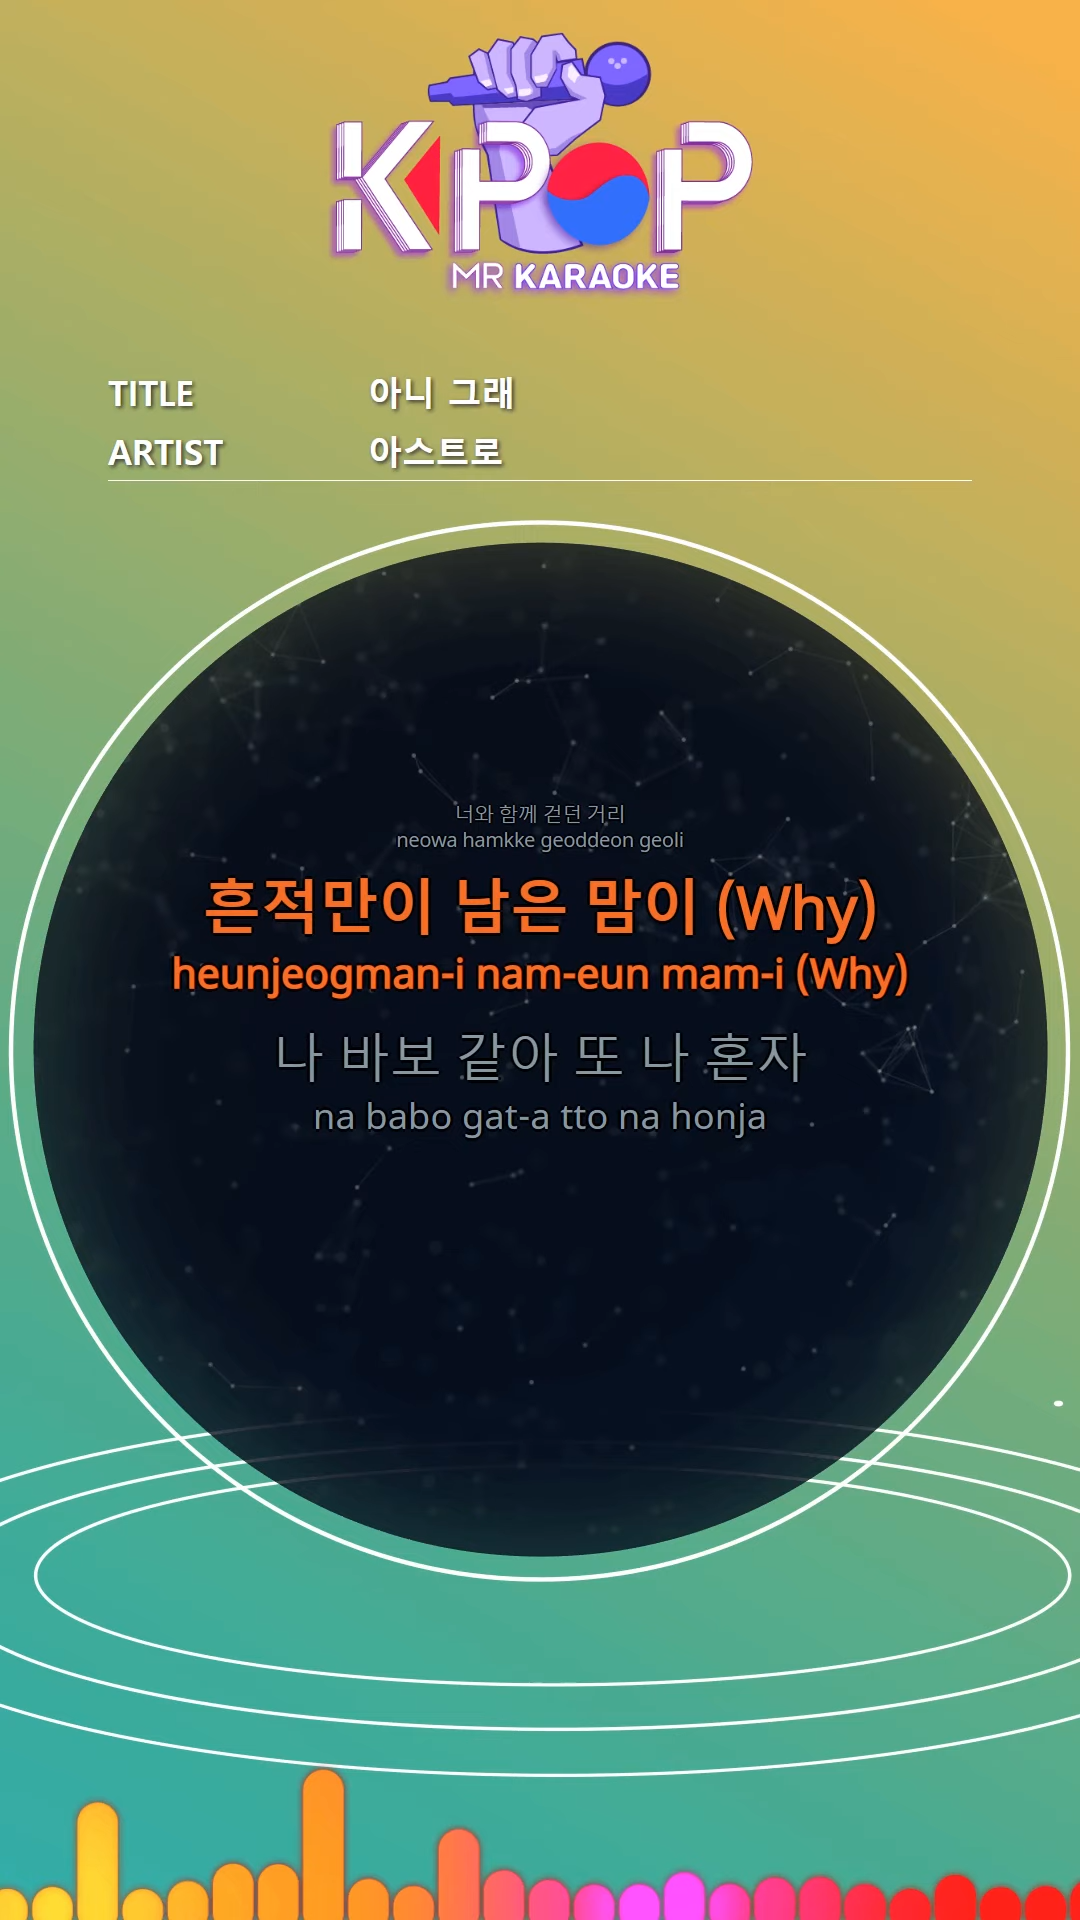 KPOP
MR KARAOKE
TITLE 아니 그래
ARTIST 아스트로
너와 함께 걷던 거리
neowa hamkke geoddeon geoli
흔적만이 남은 맘이 (Why)
heunjeogman-i nam-eun mam-i (Why)
나 바보 같아 또 나 혼자
na babo gat-a tto na honja